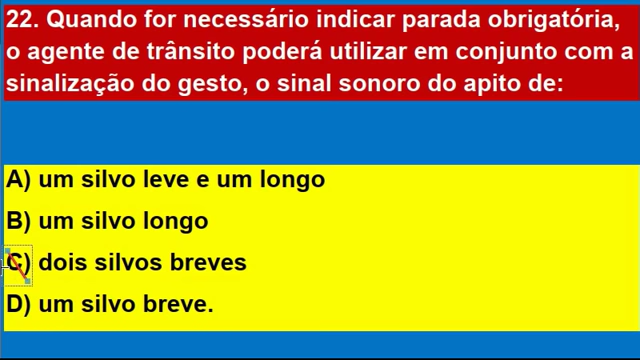 22. Quando for necessário indicar parada obrigatória,
o agente de trânsito poderá utilizar em conjunto com a
sinalização do gesto, o sinal sonoro do apito de:
A) um silvo leve e um longo
B) um silvo longo
C) dois silvos breves
D) um silvo breve.